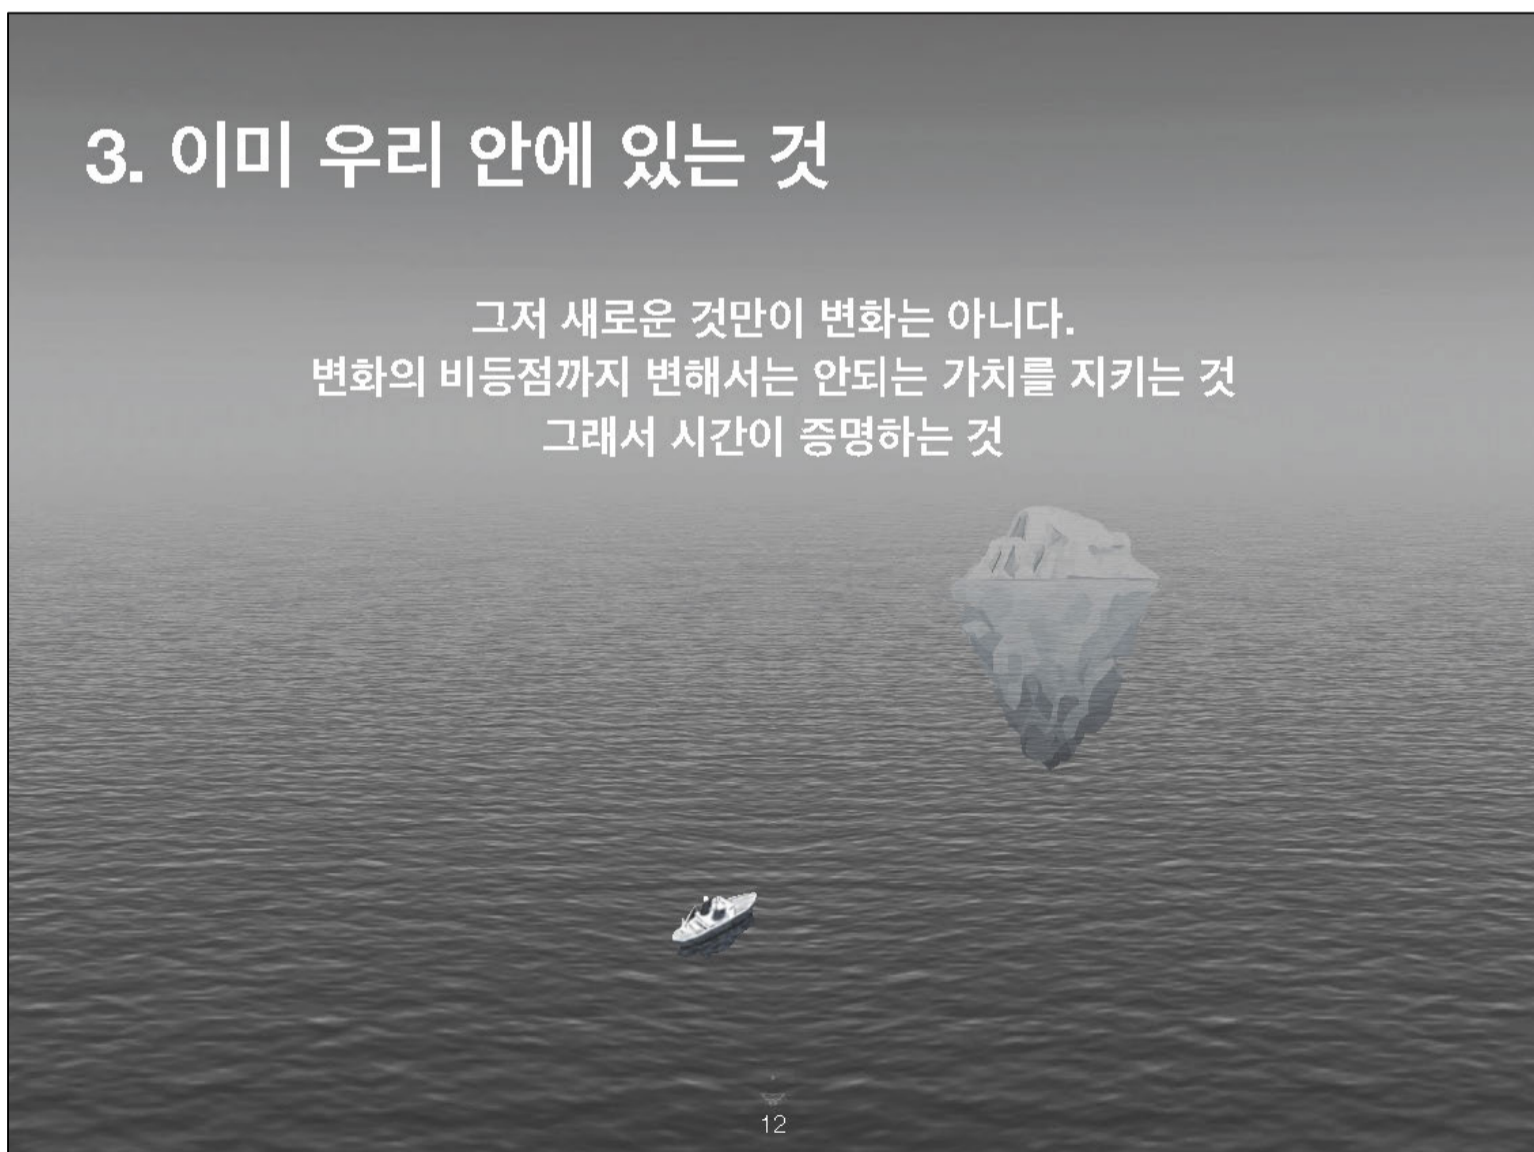 3. 이미 우리 안에 있는 것
그저 새로운 것만이 변화는 아니다.
변화의 비등점까지 변해서는 안되는 가치를 지키는 것
그래서 시간이 증명하는 것
12